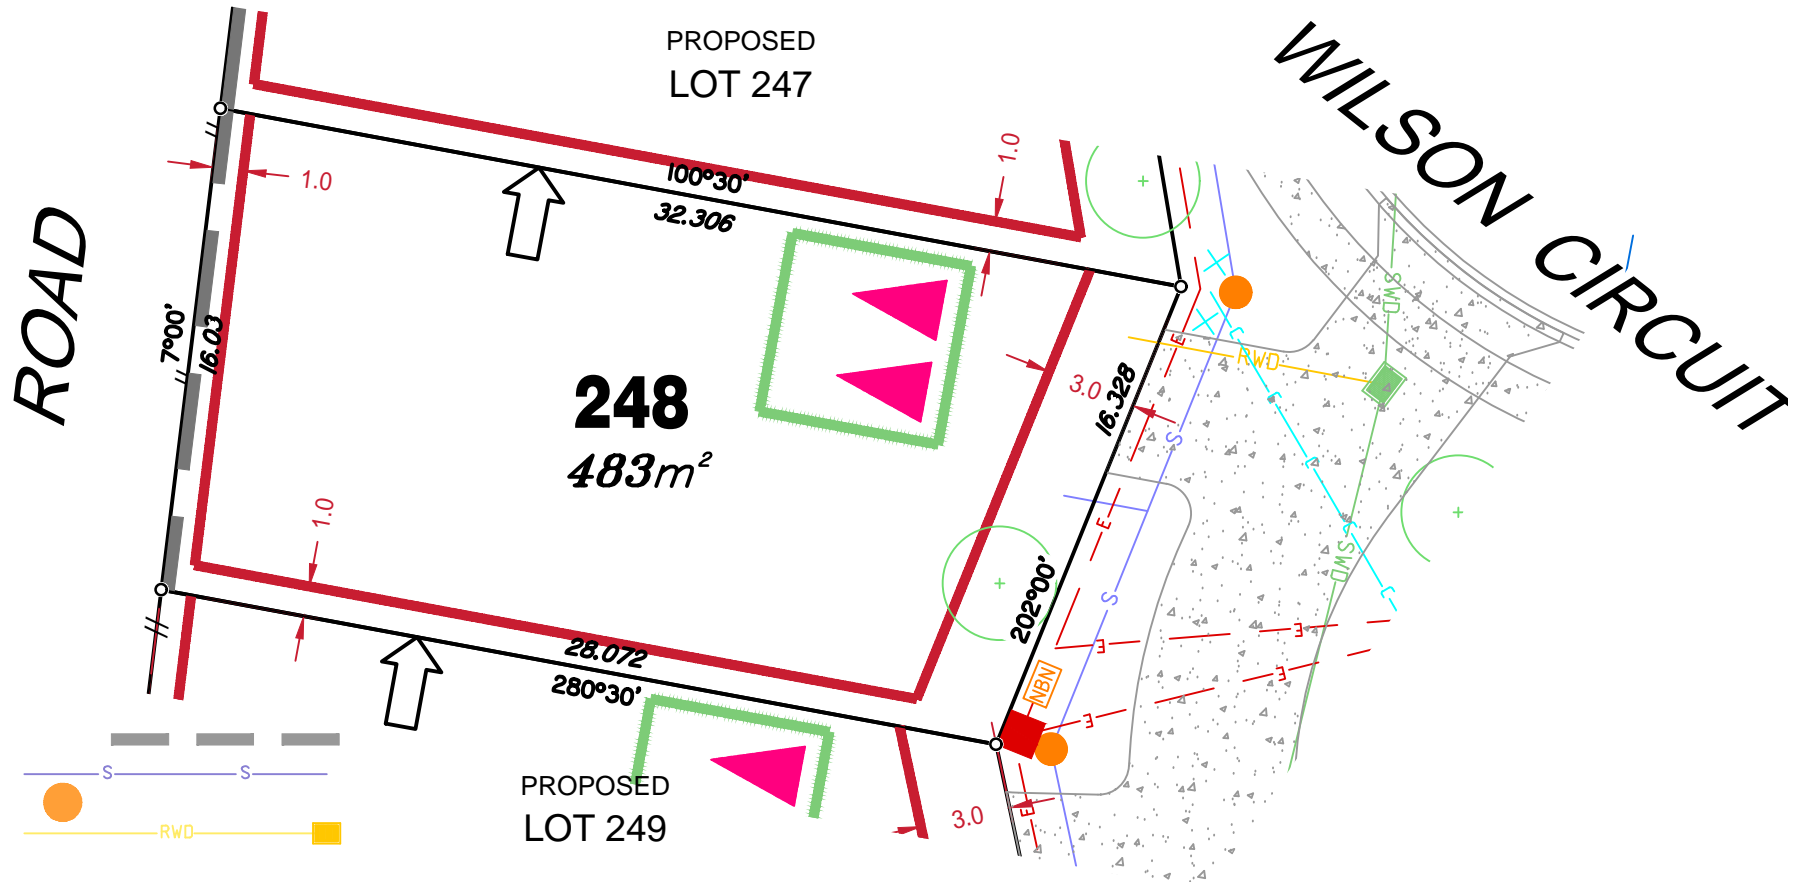 WILSON CIRCUIT
PROPOSED
LOT 247
1.0
1.0
100°30'
32.306
ROAD
7°00'
16.03
248
483m²
3.0
16.328
202°00'
1.0
28.072
280°30'
PROPOSED
LOT 249
3.0
NBN
RWD
SWD
SWD
S
S
E
E
E
E
E
E
E
S
S
RWD